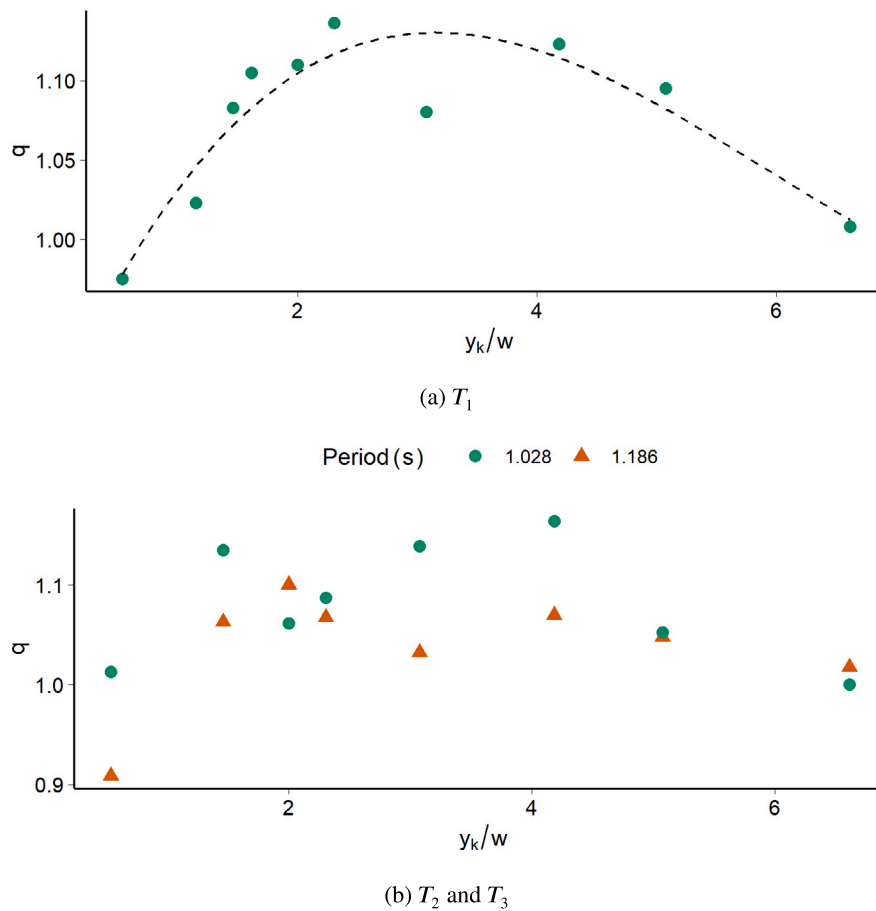 1.10
1.05
1.00
q
2 4 6
yk/w
(a) T1
Period (s) 1.028 1.186
1.1
1.0
0.9
q
2 4 6
yk/w
(b) T2 and T3